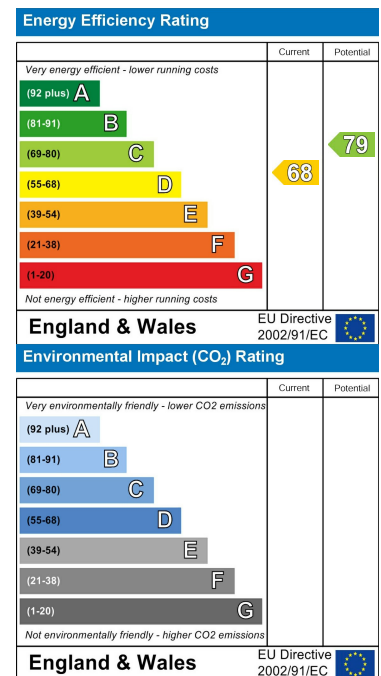 Energy Efficiency Rating
Current Potential
Very energy efficient - lower running costs
(92 plus) A
(81-91) B
(69-80) C
(55-68) D
(39-54) E
(21-38) F
(1-20) G
68
79
Not energy efficient - higher running costs
England & Wales
EU Directive
2002/91/EC
Environmental Impact (CO₂) Rating
Current Potential
Very environmentally friendly - lower CO2 emissions
(92 plus) A
(81-91) B
(69-80) C
(55-68) D
(39-54) E
(21-38) F
(1-20) G
Not environmentally friendly - higher CO2 emissions
England & Wales
EU Directive
2002/91/EC